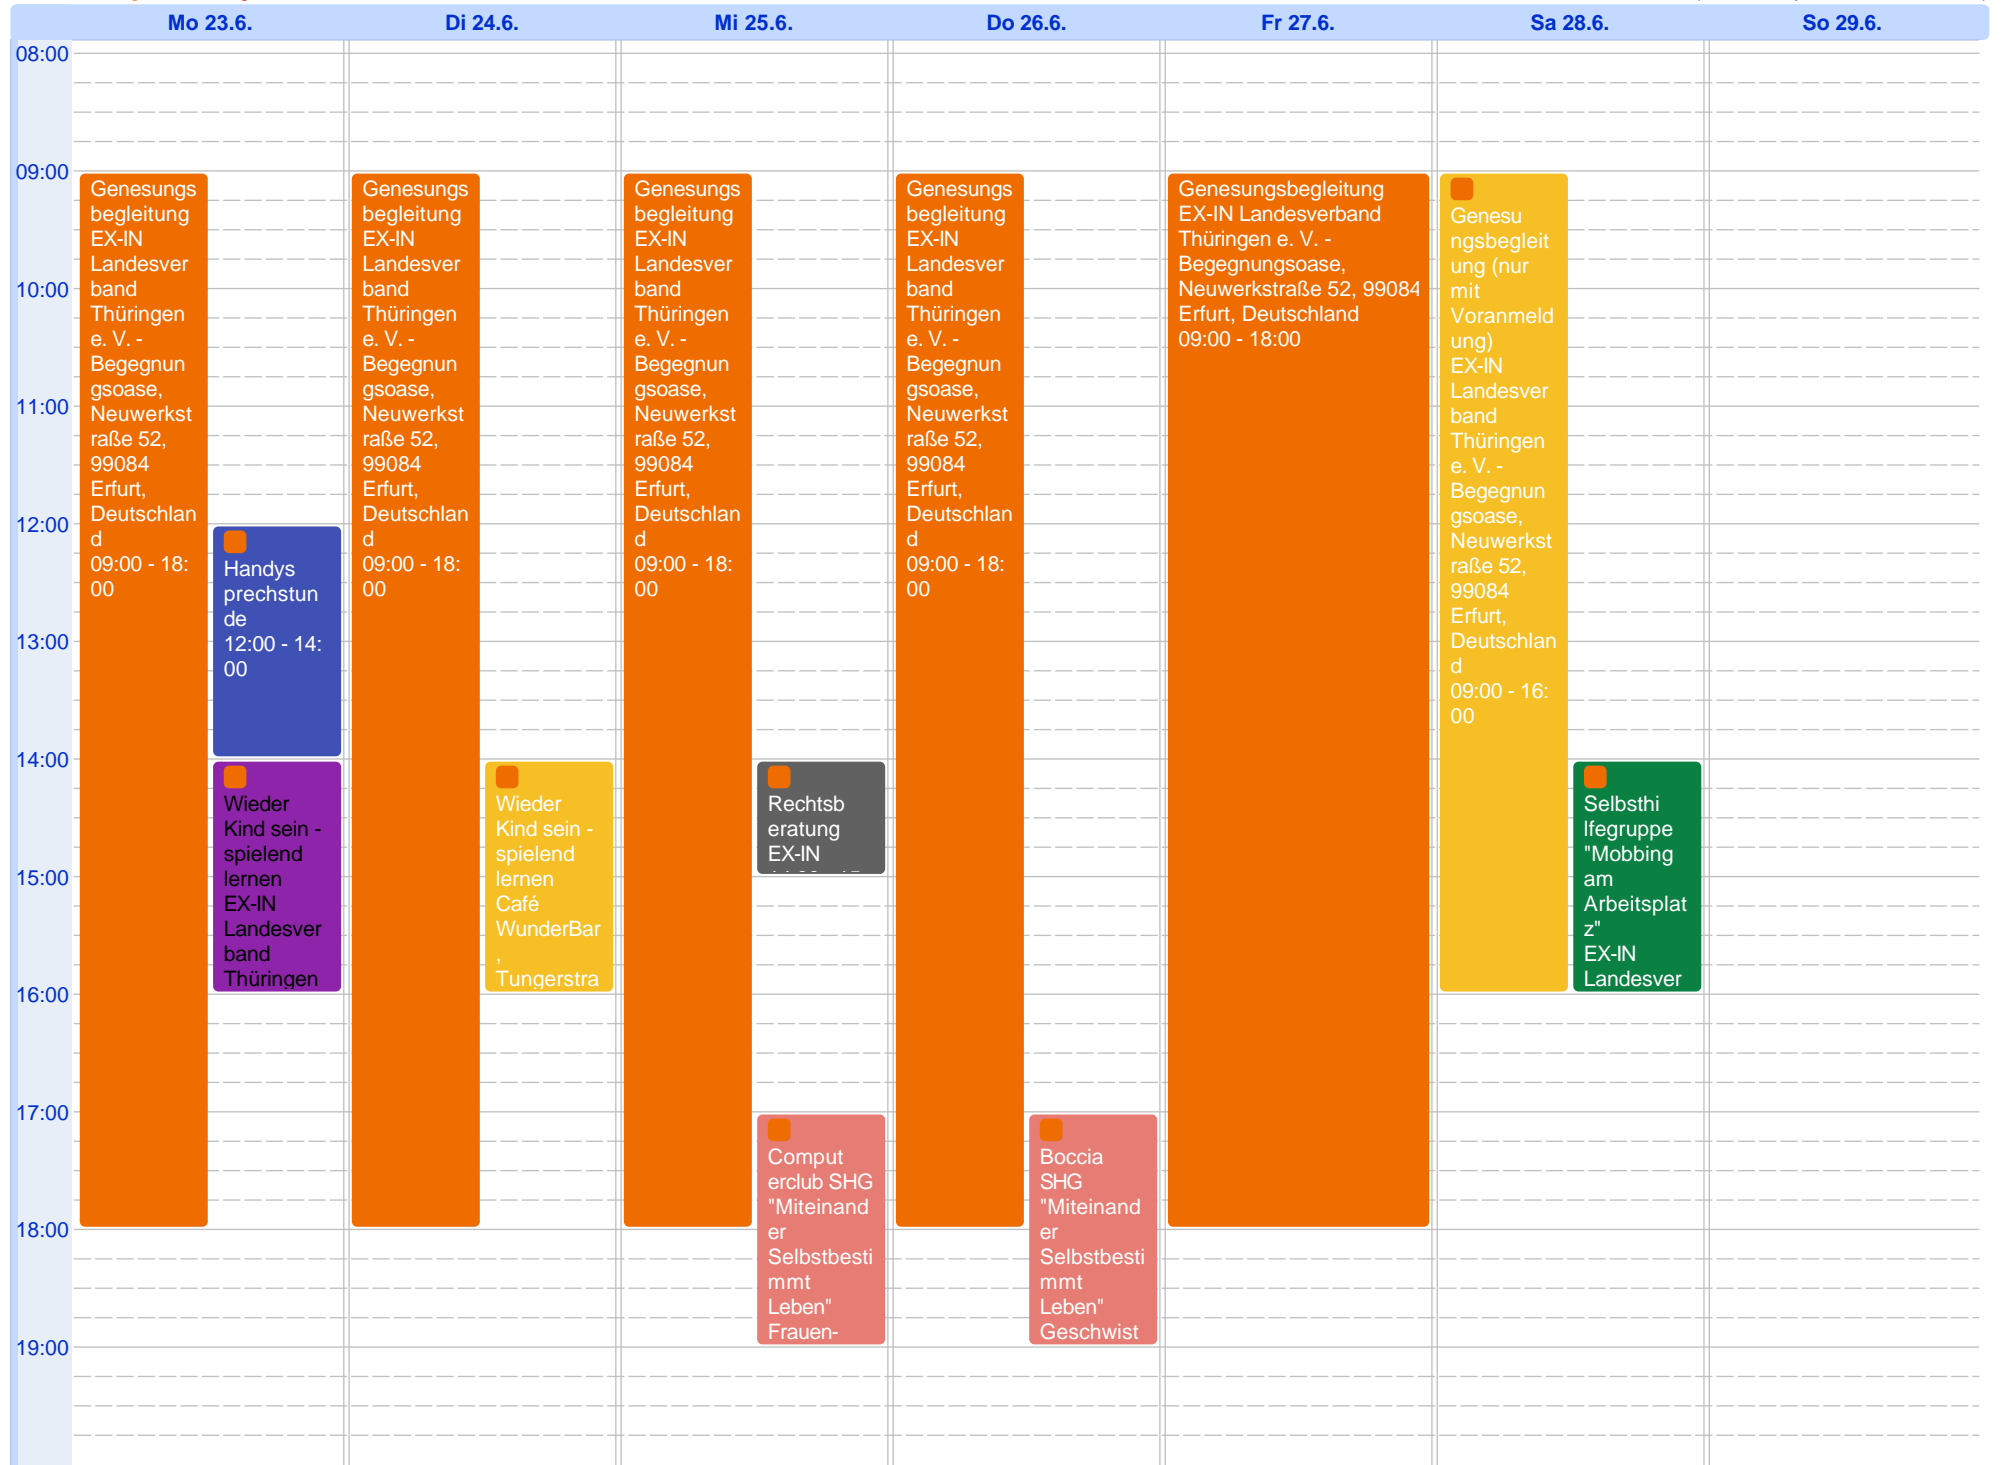 Mo 23.6.
Di 24.6.
Mi 25.6.
Do 26.6.
Fr 27.6.
Sa 28.6.
So 29.6.
08:00
09:00
10:00
11:00
12:00
13:00
14:00
15:00
16:00
17:00
18:00
19:00
Genesungs
begleitung
EX-IN
Landesver
band
Thüringen
e. V. -
Begegnun
gsoase,
Neuwerkst
raße 52,
99084
Erfurt,
Deutschlan
d
09:00 - 18:
00
Handys
prechstun
de
12:00 - 14:
00
Wieder
Kind sein -
spielend
lernen
EX-IN
Landesver
band
Thüringen
Genesungs
begleitung
EX-IN
Landesver
band
Thüringen
e. V. -
Begegnun
gsoase,
Neuwerkst
raße 52,
99084
Erfurt,
Deutschlan
d
09:00 - 18:
00
Wieder
Kind sein -
spielend
lernen
Café
WunderBar
,
Tungerstra
Genesungs
begleitung
EX-IN
Landesver
band
Thüringen
e. V. -
Begegnun
gsoase,
Neuwerkst
raße 52,
99084
Erfurt,
Deutschlan
d
09:00 - 18:
00
Rechtsb
eratung
EX-IN
Comput
erclub SHG
"Miteinand
er
Selbstbesti
mmt
Leben"
Frauen-
Genesungs
begleitung
EX-IN
Landesver
band
Thüringen
e. V. -
Begegnun
gsoase,
Neuwerkst
raße 52,
99084
Erfurt,
Deutschlan
d
09:00 - 18:
00
Boccia
SHG
"Miteinand
er
Selbstbesti
mmt
Leben"
Geschwist
Genesungsbegleitung
EX-IN Landesverband
Thüringen e. V. -
Begegnungsoase,
Neuwerkstraße 52, 99084
Erfurt, Deutschland
09:00 - 18:00
Genesu
ngsbegleit
ung (nur
mit
Voranmeld
ung)
EX-IN
Landesver
band
Thüringen
e. V. -
Begegnun
gsoase,
Neuwerkst
raße 52,
99084
Erfurt,
Deutschlan
d
09:00 - 16:
00
Selbsthi
lfegruppe
"Mobbing
am
Arbeitsplat
z"
EX-IN
Landesver